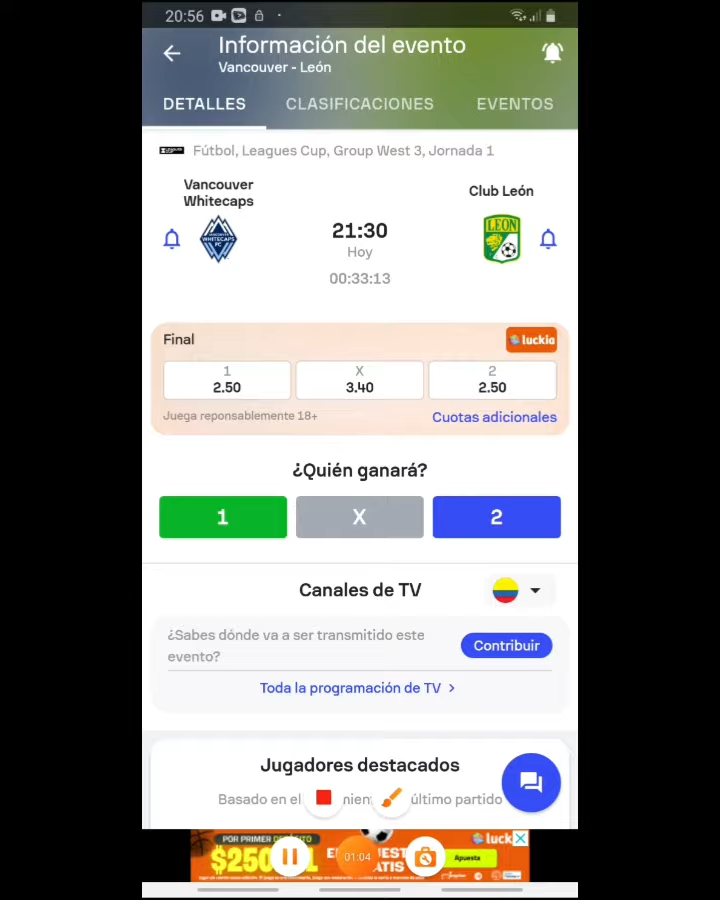 20:56
Información del evento
Vancouver - León
DETALLES CLASIFICACIONES EVENTOS
Fútbol, Leagues Cup, Group West 3, Jornada 1
Vancouver
Whitecaps
Club León
WHITECAPS FC
LEON
21:30
Hoy
00:33:13
Final
luckia
1 X 2
2.50 3.40 2.50
Juega reponsablemente 18+
Cuotas adicionales
¿Quién ganará?
1 X 2
Canales de TV
¿Sabes dónde va a ser transmitido este
evento?
Contribuir
Toda la programación de TV >
Jugadores destacados
Basado en el último partido
POR PRIMER
$250
luck
Apuesta
01:04